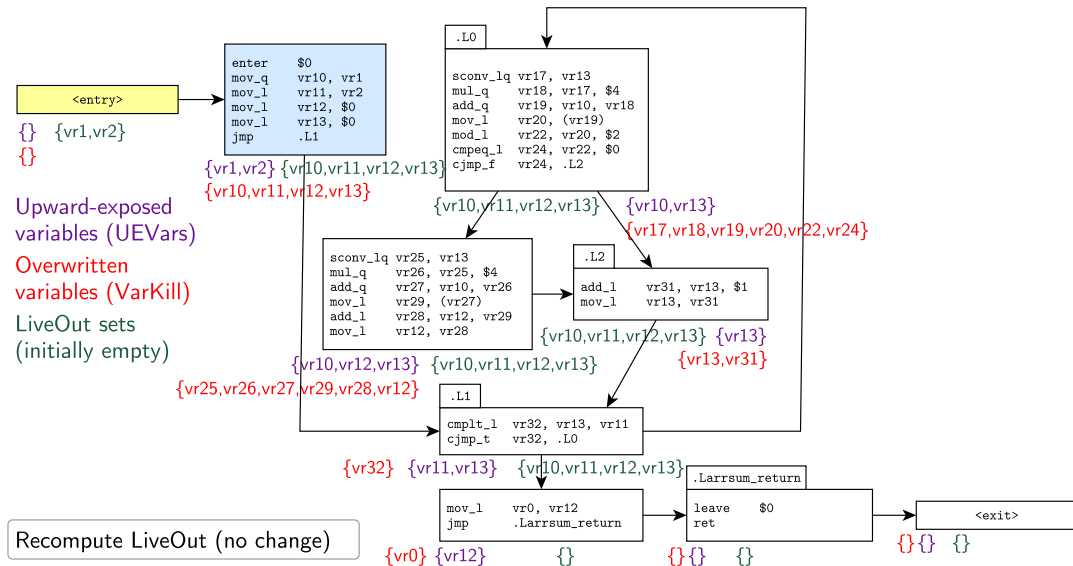 <entry>
{} {vr1,vr2}
{}
enter $0
mov_q vr10, vr1
mov_l vr11, vr2
mov_l vr12, $0
mov_l vr13, $0
jmp .L1
{vr1,vr2} {vr10,vr11,vr12,vr13}
{vr10,vr11,vr12,vr13}
.L0
sconv_lq vr17, vr13
mul_q vr18, vr17, $4
add_q vr19, vr10, vr18
mov_l vr20, (vr19)
mod_l vr22, vr20, $2
cmpeq_l vr24, vr22, $0
cjmp_f vr24, .L2
{vr10,vr11,vr12,vr13} {vr10,vr13}
{vr17,vr18,vr19,vr20,vr22,vr24}
Upward-exposed
variables (UEVars)
Overwritten
variables (VarKill)
LiveOut sets
(initially empty)
sconv_lq vr25, vr13
mul_q vr26, vr25, $4
add_q vr27, vr10, vr26
mov_l vr29, (vr27)
add_l vr28, vr12, vr29
mov_l vr12, vr28
{vr10,vr12,vr13} {vr10,vr11,vr12,vr13}
{vr25,vr26,vr27,vr29,vr28,vr12}
.L2
add_l vr31, vr13, $1
mov_l vr13, vr31
{vr10,vr11,vr12,vr13} {vr13}
{vr13,vr31}
.L1
cmplt_l vr32, vr13, vr11
cjmp_t vr32, .L0
{vr32} {vr11,vr13} {vr10,vr11,vr12,vr13}
mov_l vr0, vr12
jmp .Larrsum_return
{vr0} {vr12} {}
.Larrsum_return
leave $0
ret
{} {} {}
<exit>
{} {} {}
Recompute LiveOut (no change)